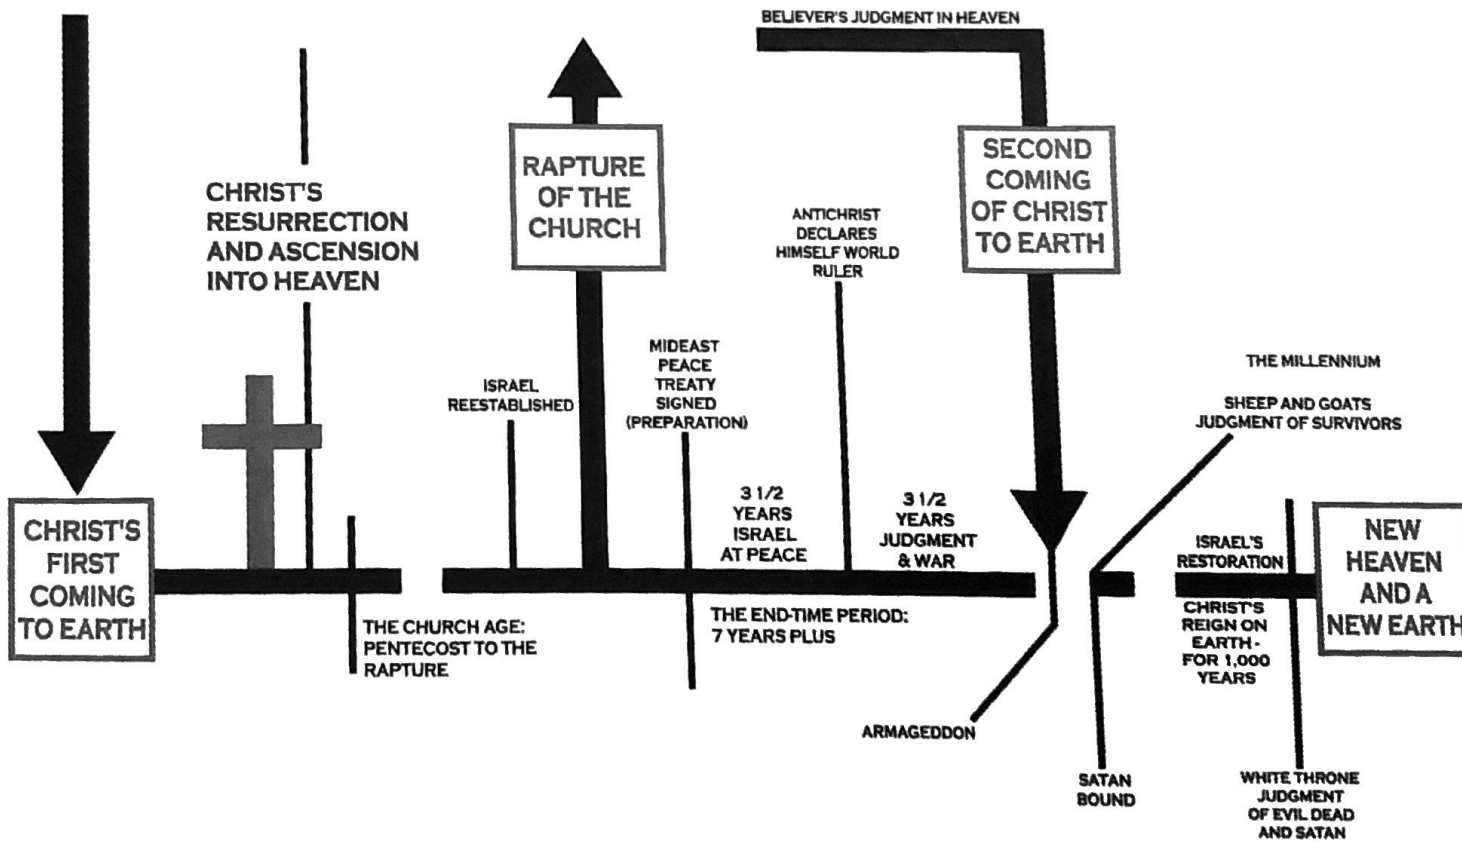 BELIEVER'S JUDGMENT IN HEAVEN
CHRIST'S
RESURRECTION
AND ASCENSION
INTO HEAVEN
RAPTURE
OF THE
CHURCH
SECOND
COMING
OF CHRIST
TO EARTH
ANTICHRIST
DECLARES
HIMSELF WORLD
RULER
ISRAEL
REESTABLISHED
MIDEAST
PEACE
TREATY
SIGNED
(PREPARATION)
THE MILLENNIUM
SHEEP AND GOATS
JUDGMENT OF SURVIVORS
CHRIST'S
FIRST
COMING
TO EARTH
3 1/2
YEARS
ISRAEL
AT PEACE
3 1/2
YEARS
JUDGMENT
& WAR
ISRAEL'S
RESTORATION
NEW
HEAVEN
AND A
NEW EARTH
THE CHURCH AGE:
PENTECOST TO THE
RAPTURE
THE END-TIME PERIOD:
7 YEARS PLUS
CHRIST'S
REIGN ON
EARTH -
FOR 1,000
YEARS
ARMAGEDDON
SATAN
BOUND
WHITE THRONE
JUDGMENT
OF EVIL DEAD
AND SATAN